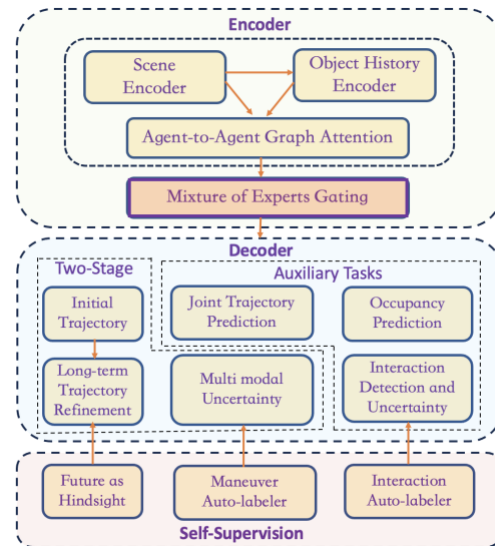 Encoder
Scene
Encoder
Object History
Encoder
Agent-to-Agent Graph Attention
Mixture of Experts Gating
Decoder
Two-Stage
Auxiliary Tasks
Initial
Trajectory
Joint Trajectory
Prediction
Occupancy
Prediction
Long-term
Trajectory
Refinement
Multi modal
Uncertainty
Interaction
Detection and
Uncertainty
Future as
Hindsight
Maneuver
Auto-labeler
Interaction
Auto-labeler
Self-Supervision